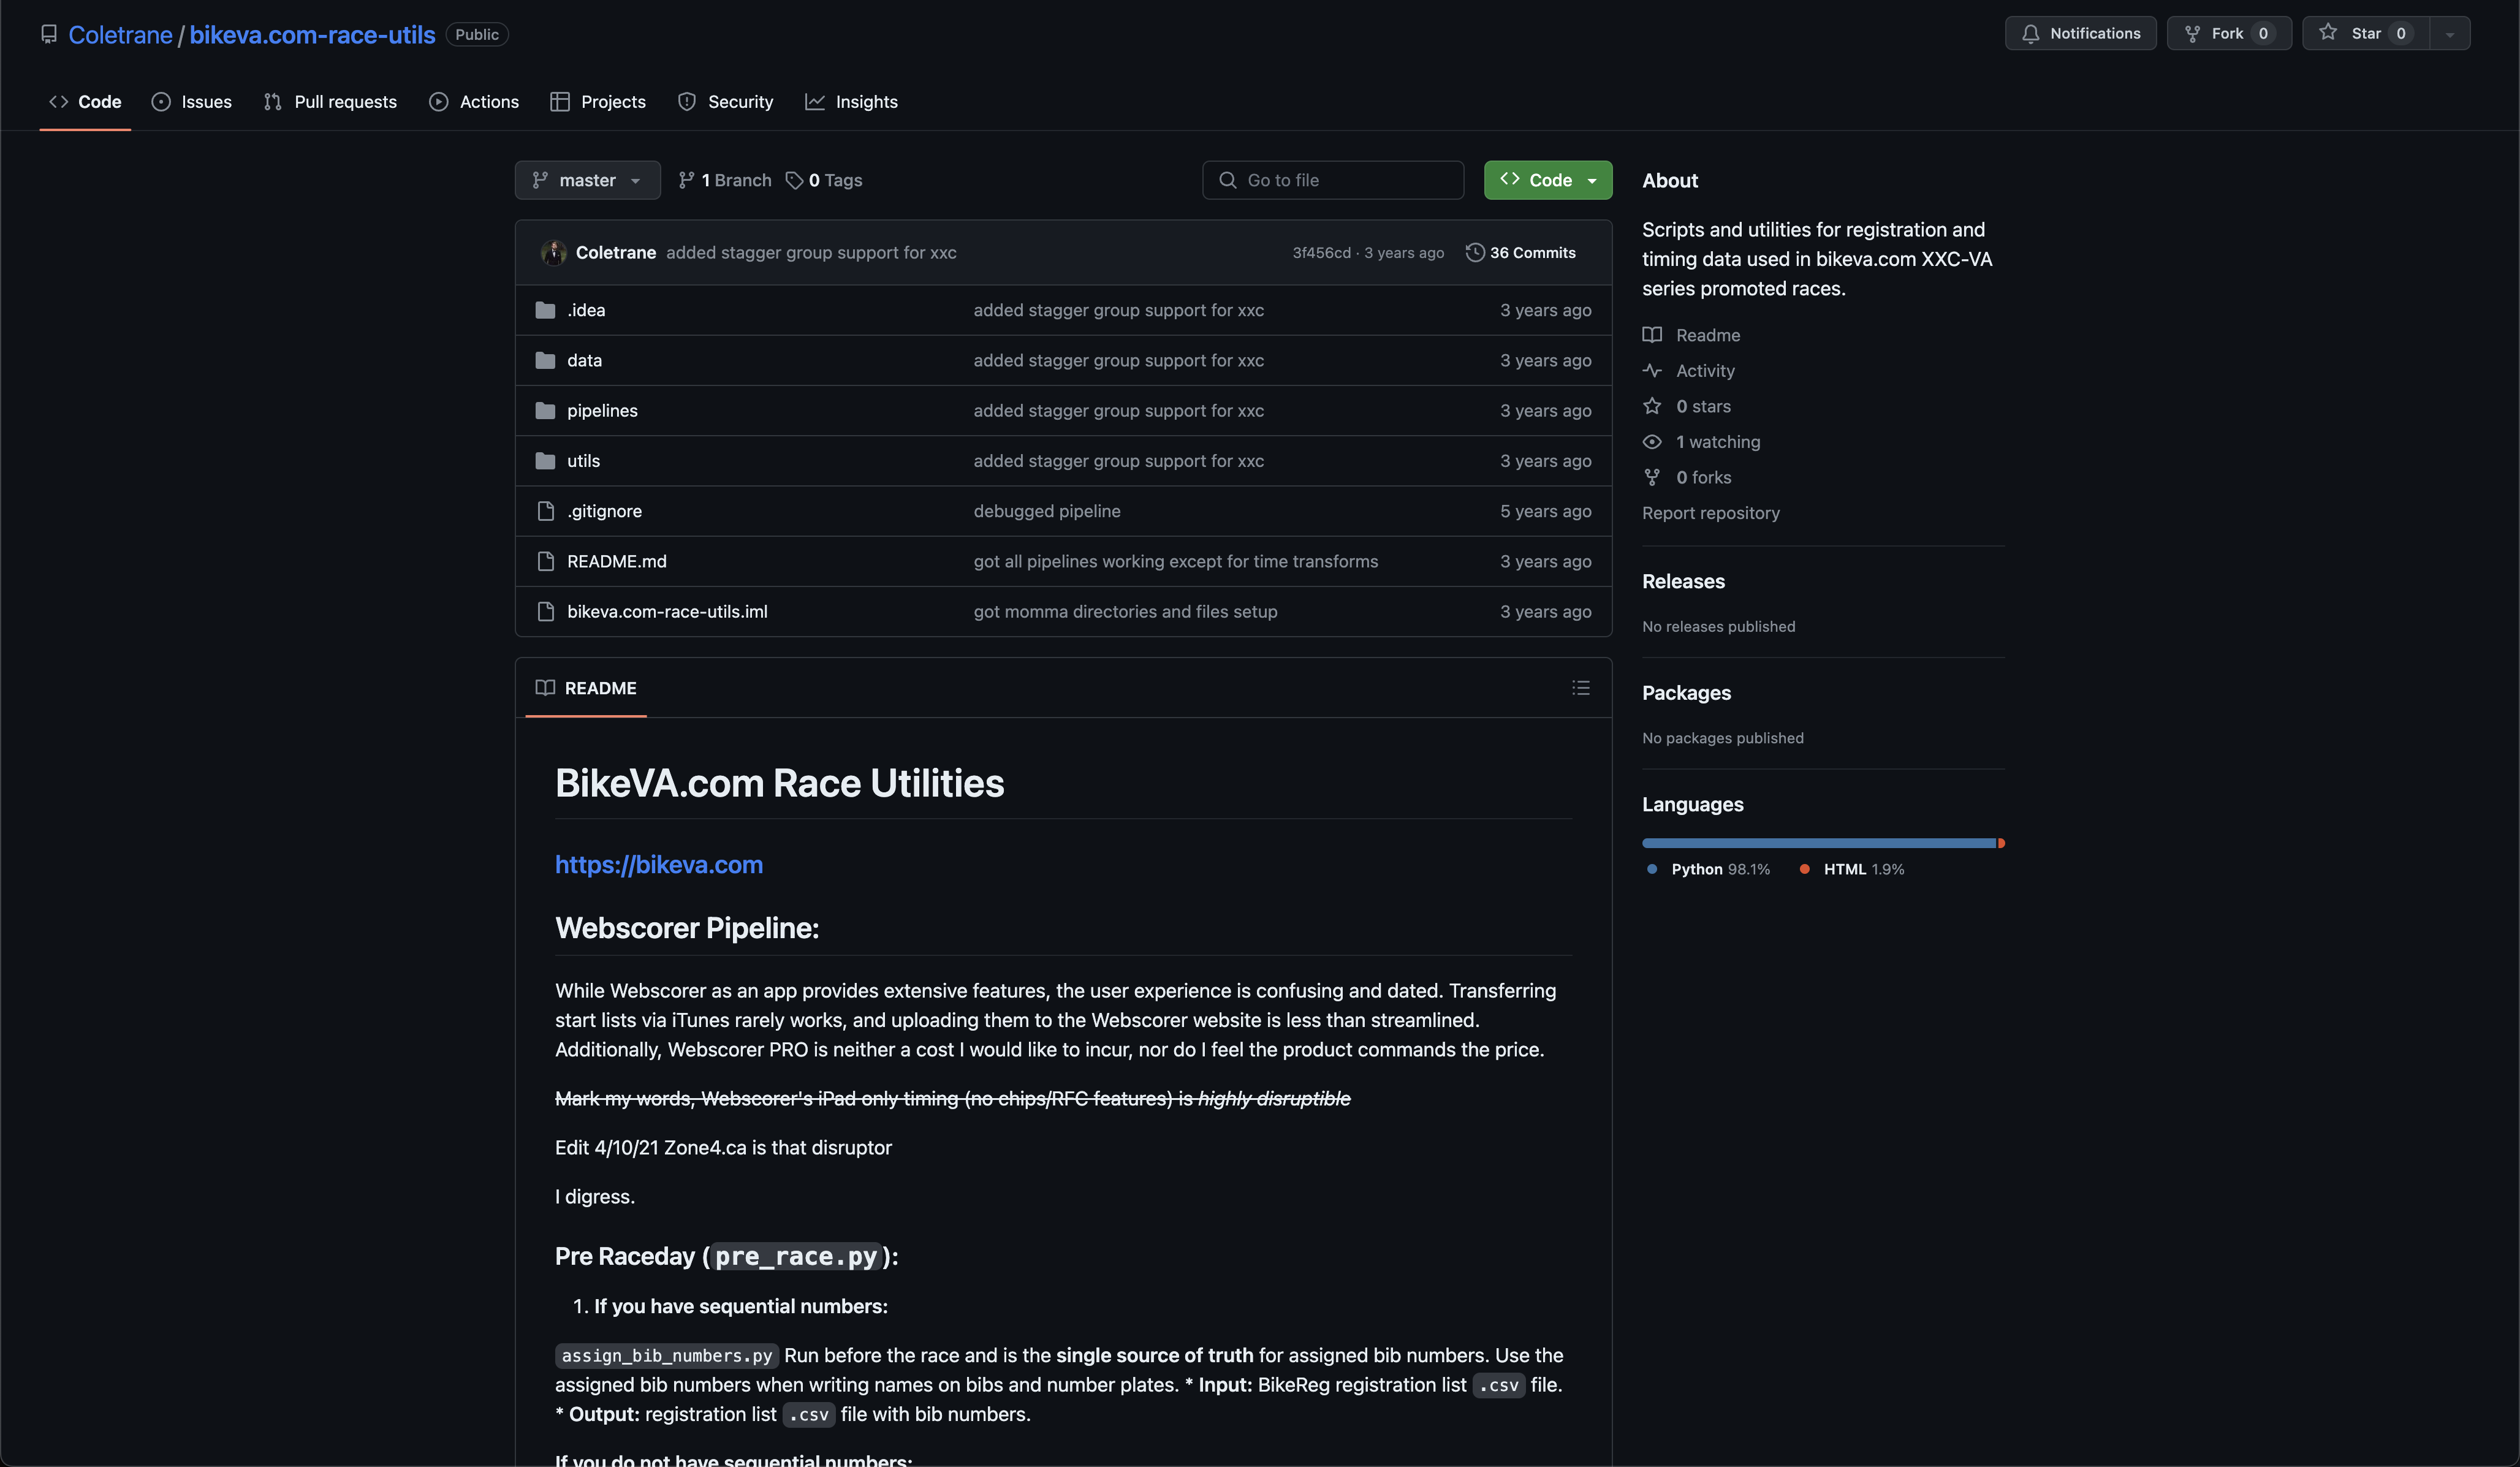 Coletrane / bikeva.com-race-utils Public
Notifications
Fork 0
Star 0
Code
Issues
Pull requests
Actions
Projects
Security
Insights
master
1 Branch
0 Tags
Go to file
Code
Coletrane added stagger group support for xxc 3f456cd · 3 years ago 36 Commits
.idea added stagger group support for xxc 3 years ago
data added stagger group support for xxc 3 years ago
pipelines added stagger group support for xxc 3 years ago
utils added stagger group support for xxc 3 years ago
.gitignore debugged pipeline 5 years ago
README.md got all pipelines working except for time transforms 3 years ago
bikeva.com-race-utils.iml got momma directories and files setup 3 years ago
README
BikeVA.com Race Utilities
https://bikeva.com
Webscorer Pipeline:
While Webscorer as an app provides extensive features, the user experience is confusing and dated. Transferring
start lists via iTunes rarely works, and uploading them to the Webscorer website is less than streamlined.
Additionally, Webscorer PRO is neither a cost I would like to incur, nor do I feel the product commands the price.
Mark my words, Webscorer's iPad only timing (no chips/RFC features) is highly disruptible
Edit 4/10/21 Zone4.ca is that disruptor
I digress.
Pre Raceday (pre_race.py):
1. If you have sequential numbers:
assign_bib_numbers.py Run before the race and is the single source of truth for assigned bib numbers. Use the
assigned bib numbers when writing names on bibs and number plates. * Input: BikeReg registration list .csv file.
* Output: registration list .csv file with bib numbers.
If you do not have sequential numbers:
About
Scripts and utilities for registration and
timing data used in bikeva.com XXC-VA
series promoted races.
Readme
Activity
0 stars
1 watching
0 forks
Report repository
Releases
No releases published
Packages
No packages published
Languages
Python 98.1%
HTML 1.9%